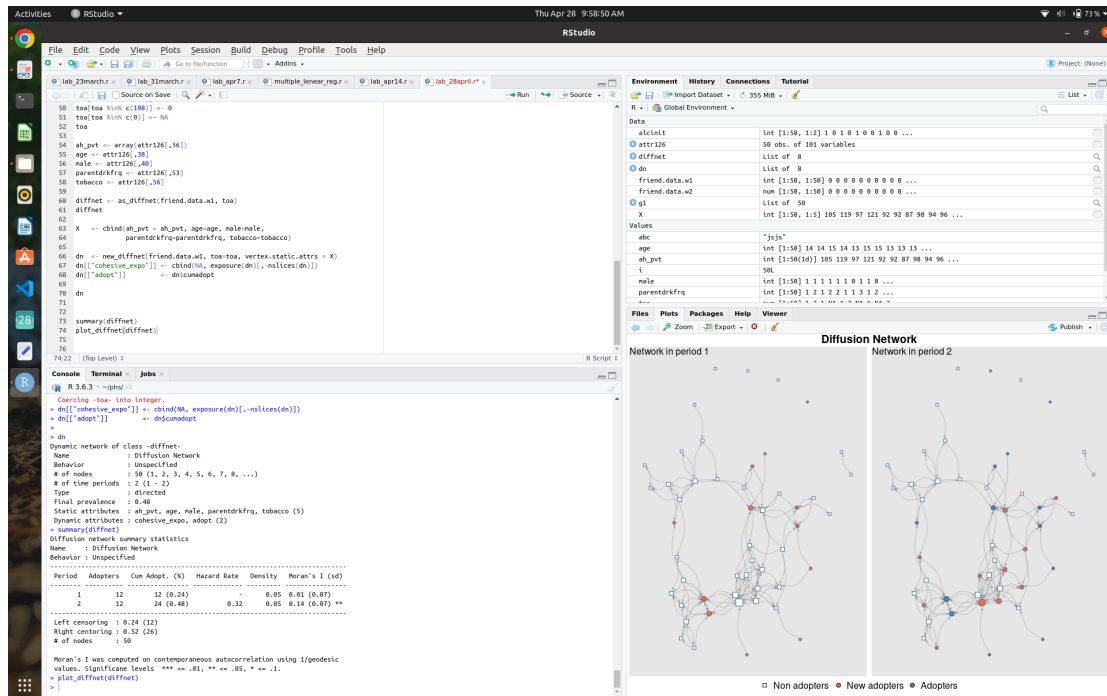 Activities
RStudio
Thu Apr 28 9:58:50 AM
73 %
RStudio
File Edit Code View Plots Session Build Debug Profile Tools Help
Go to file/function
Addins
Project: (None)
lab_23march.r
lab_31march.r
lab_apr7.r
multiple_lenear_reg.r
lab_apr14.r
lab_28april.r*
Source on Save
Run
Source
50 toa[toa %in% c(198)] <- 0
51 toa[toa %in% c(0)] <- NA
52 toa
53
54 ah_pvt <- array(attr126[,36])
55 age <- attr126[,38]
56 male <- attr126[,40]
57 parentdrkfrq <- attr126[,53]
58 tobacco <- attr126[,56]
59
60 diffnet <- as_diffnet(friend.data.w1, toa)
61 diffnet
62
63 X <- cbind(ah_pvt = ah_pvt, age=age, male=male,
64 parentdrkfrq=parentdrkfrq, tobacco=tobacco)
65
66 dn <- new_diffnet(friend.data.w1, toa=toa, vertex.static.attrs = X)
67 dn[["cohesive_expo"]] <- cbind(NA, exposure(dn)[,-nslices(dn)])
68 dn[["adopt"]] <- dn$cumadopt
69
70 dn
71
72
73 summary(diffnet)
74 plot_diffnet(diffnet)
75
76
74:22 (Top Level) R Script
Console Terminal Jobs
R 3.6.3 · ~/phs/
Coercing -toa- into integer.
> dn[["cohesive_expo"]] <- cbind(NA, exposure(dn)[,-nslices(dn)])
> dn[["adopt"]] <- dn$cumadopt
>
> dn
Dynamic network of class -diffnet-
Name : Diffusion Network
Behavior : Unspecified
# of nodes : 50 (1, 2, 3, 4, 5, 6, 7, 8, ...)
# of time periods : 2 (1 - 2)
Type : directed
Final prevalence : 0.48
Static attributes : ah_pvt, age, male, parentdrkfrq, tobacco (5)
Dynamic attributes : cohesive_expo, adopt (2)
> summary(diffnet)
Diffusion network summary statistics
Name : Diffusion Network
Behavior : Unspecified
Period Adopters Cum Adopt. (%) Hazard Rate Density Moran's I (sd)
1 12 12 (0.24) - 0.05 0.01 (0.07)
2 12 24 (0.48) 0.32 0.05 0.14 (0.07) **
Left censoring : 0.24 (12)
Right centoring : 0.52 (26)
# of nodes : 50
Moran's I was computed on contemporaneous autocorrelation using 1/geodesic
values. Significane levels *** <= .01, ** <= .05, * <= .1.
> plot_diffnet(diffnet)
>
Environment History Connections Tutorial
Import Dataset
355 MiB
List
R
Global Environment
Data
alcinit int [1:50, 1:2] 1 0 1 0 1 0 0 1 0 0 ...
attr126 50 obs. of 101 variables
diffnet List of 8
dn List of 8
friend.data.w1 int [1:50, 1:50] 0 0 0 0 0 0 0 0 0 0 ...
friend.data.w2 num [1:50, 1:50] 0 0 0 0 0 0 0 0 0 0 ...
g1 List of 50
X int [1:50, 1:5] 105 119 97 121 92 92 87 98 94 96 ...
Values
abc "jsjs"
age int [1:50] 14 14 15 14 13 15 15 13 13 13 ...
ah_pvt int [1:50(1d)] 105 119 97 121 92 92 87 98 94 96 ...
i 50L
male int [1:50] 1 1 1 1 1 1 0 1 1 0 ...
parentdrkfrq int [1:50] 1 2 1 2 2 1 1 3 1 2 ...
Files Plots Packages Help Viewer
Zoom
Export
Publish
Diffusion Network
Network in period 1
Network in period 2
Non adopters
New adopters
Adopters
28